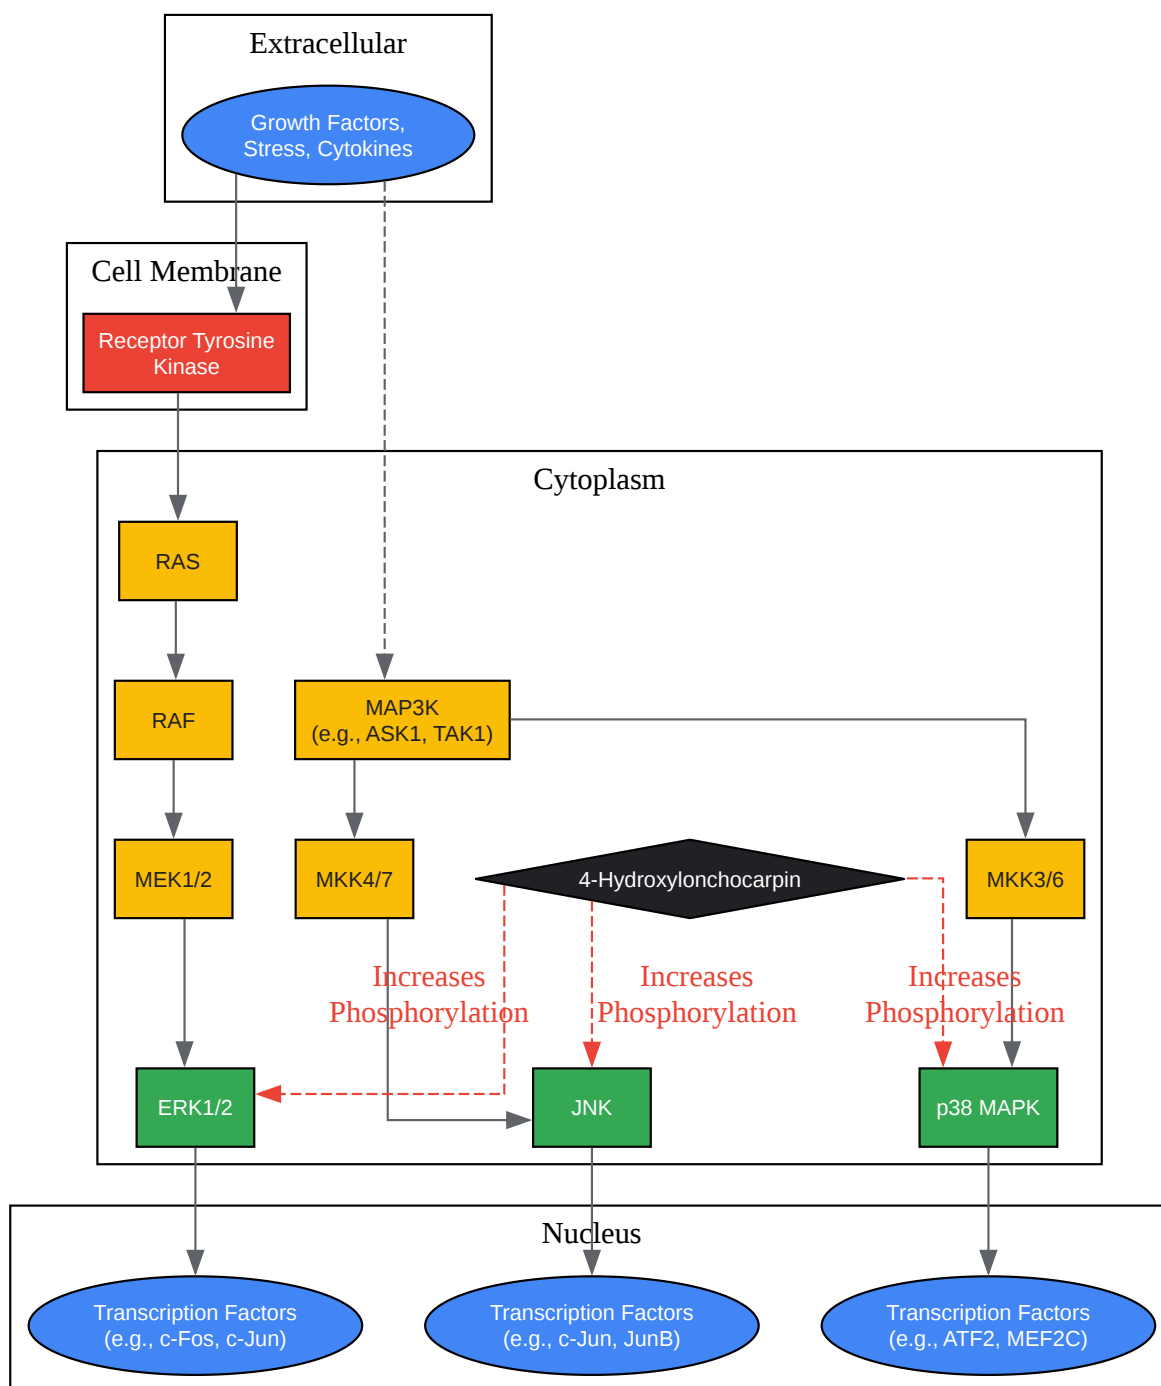 Extracellular
Growth Factors,
Stress, Cytokines
Cell Membrane
Receptor Tyrosine
Kinase
Cytoplasm
RAS
RAF
MAP3K
(e.g., ASK1, TAK1)
MEK1/2
MKK4/7
4-Hydroxylonchocarpin
MKK3/6
Increases
Phosphorylation
Increases
Phosphorylation
Increases
Phosphorylation
ERK1/2
JNK
p38 MAPK
Nucleus
Transcription Factors
(e.g., c-Fos, c-Jun)
Transcription Factors
(e.g., c-Jun, JunB)
Transcription Factors
(e.g., ATF2, MEF2C)